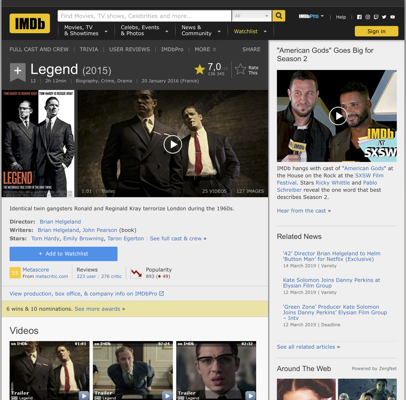 IMDb
Find Movies, TV shows, Celebrities and more...
All
Movies, TV
& Showtimes
Celebs, Events
& Photos
News &
Community
Watchlist
IMDbPro
Help
Sign in
FULL CAST AND CREW | TRIVIA | USER REVIEWS | IMDbPro | MORE
SHARE
Legend (2015)
2h 12min | Biography, Crime, Drama | 20 January 2016 (France)
7,0
Rate
This
LEGEND
1:01 | Trailer
25 VIDEOS | 127 IMAGES
Identical twin gangsters Ronald and Reginald Kray terrorize London during the 1960s.
Director: Brian Helgeland
Writers: Brian Helgeland, John Pearson (book)
Stars: Tom Hardy, Emily Browning, Taron Egerton | See full cast & crew »
+ Add to Watchlist
Metascore
From metacritic.com
Reviews
223 user | 276 critic
Popularity
893
View production, box office, & company info on IMDbPro
6 wins & 10 nominations. See more awards »
Videos
Trailer
Legend
Trailer
Legend
Trailer
Legend
"American Gods" Goes Big for
Season 2
IMDb
AT
SXSW
IMDb hangs with cast of "American Gods" at
the House on the Rock at the SXSW Film
Festival. Stars Ricky Whittle and Pablo
Schreiber reveal the one word that best
describes Season 2.
Hear from the cast »
Related News
'42' Director Brian Helgeland to Helm
'Button Man' for Netflix (Exclusive)
14 March 2019 | Variety
Kate Solomon Joins Danny Perkins at
Elysian Film Group
12 March 2019 | Variety
'Green Zone' Producer Kate Solomon
Joins Danny Perkins' Elysian Film Group
– Intv
12 March 2019 | Deadline
See all related articles »
Around The Web
Powered by ZergNet